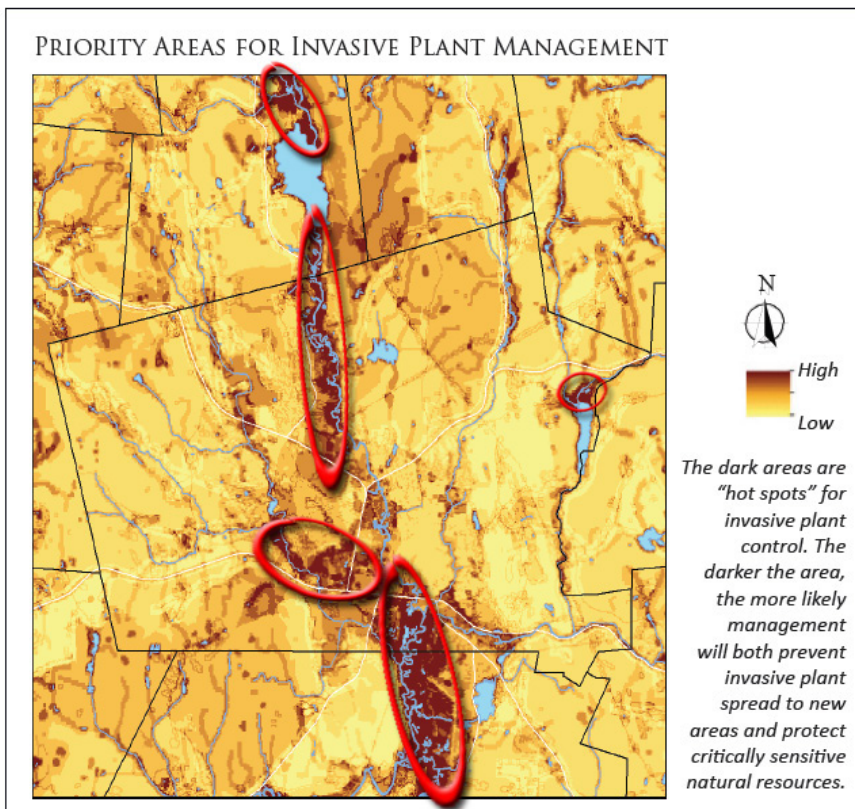 PRIORITY AREAS FOR INVASIVE PLANT MANAGEMENT
N
High
Low
The dark areare
“hot spots” for
invasive plant
control. The
darker the area,
the more likely
management
will both prevent
invasive plant
spread to new
areas and protect
critically sensitive
natural resources.